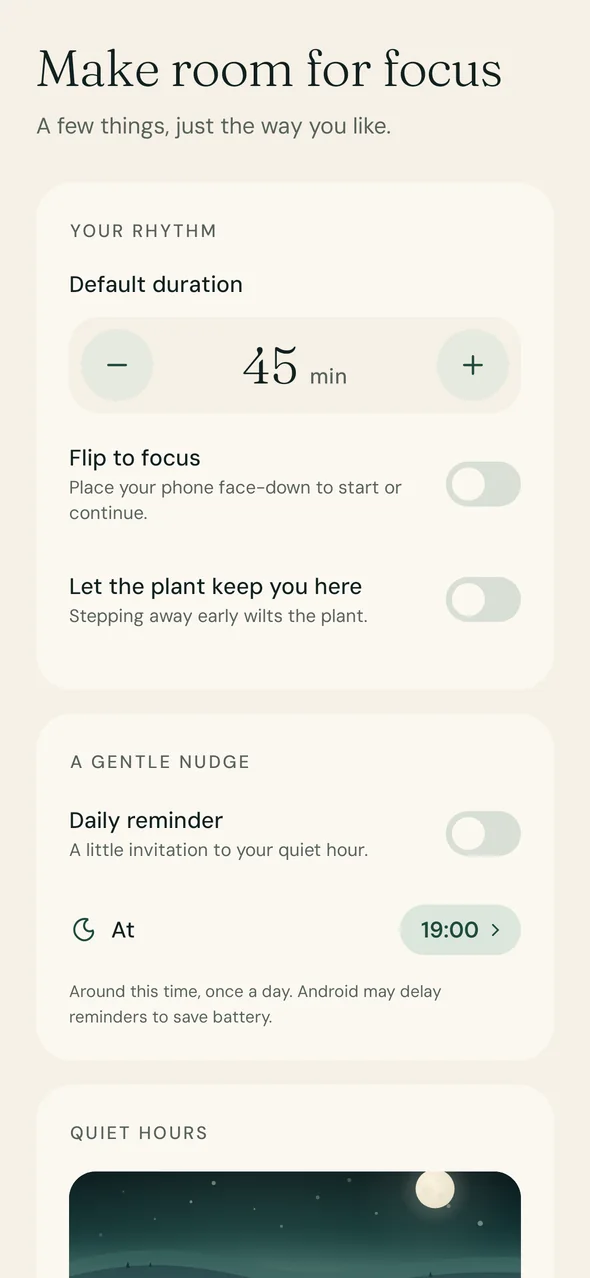 Make room for focus
A few things, just the way you like.
YOUR RHYTHM
Default duration
− 45 min +
Flip to focus
Place your phone face-down to start or
continue.
Let the plant keep you here
Stepping away early wilts the plant.
A GENTLE NUDGE
Daily reminder
A little invitation to your quiet hour.
At 19:00
Around this time, once a day. Android may delay
reminders to save battery.
QUIET HOURS